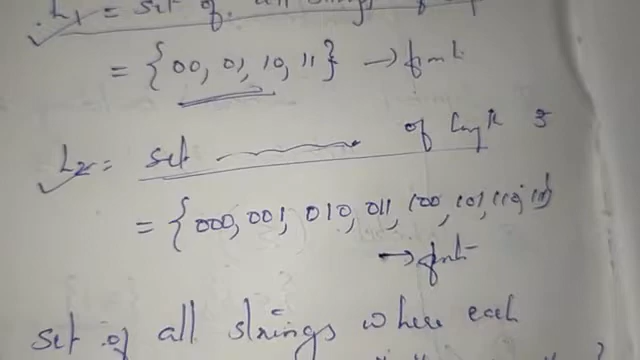 L1 = set of all strings of
= {00, 01, 10, 11} → finite
L2 = set of length 3
= {000, 001, 010, 011, 100, 101, 110, 111}
→ finite
set of all strings where each